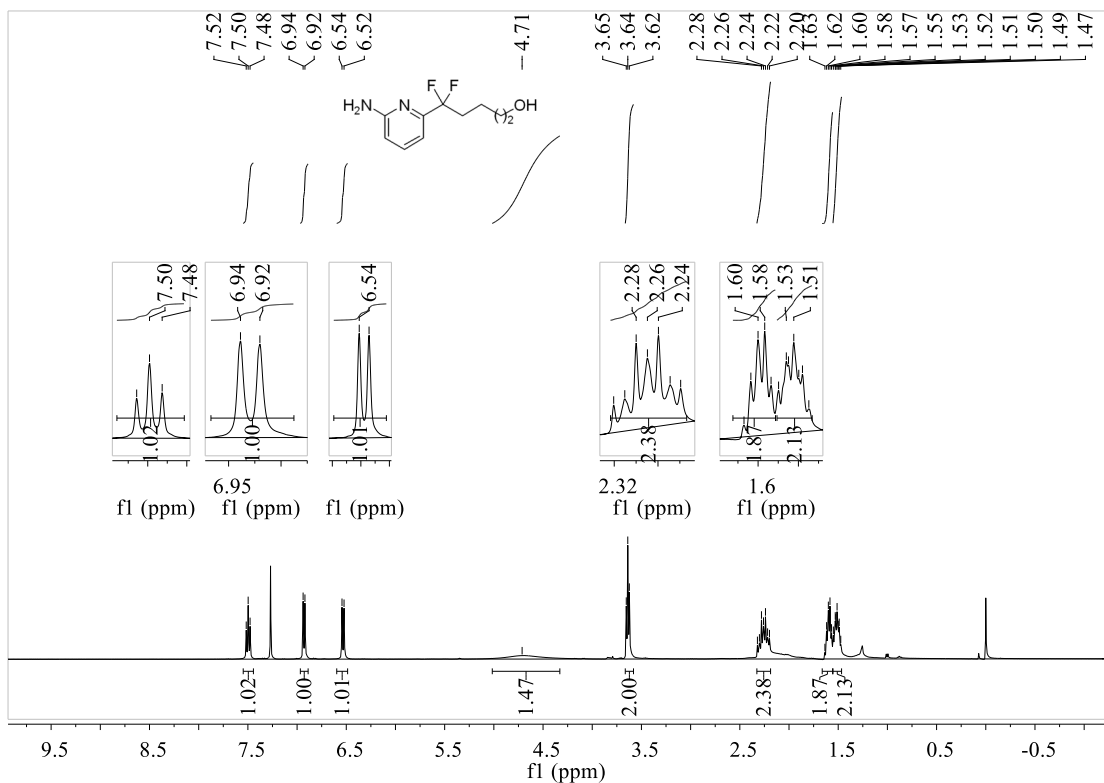 7.52 7.50 7.48 6.94 6.92 6.54 6.52 4.71 3.65 3.64 3.62 2.28 2.26 2.24 2.22 2.20 1.63 1.62 1.60 1.58 1.57 1.55 1.53 1.52 1.51 1.50 1.49 1.47
F F
H₂N N ( )₂ OH
7.50 7.48 6.94 6.92 6.54 2.28 2.26 2.24 1.60 1.58 1.53 1.51
1.02 1.00 1.01 2.38 1.8 2.13
6.95 2.32 1.6
f1 (ppm) f1 (ppm) f1 (ppm) f1 (ppm) f1 (ppm)
1.02 1.00 1.01 1.47 2.00 2.38 1.87 2.13
9.5 8.5 7.5 6.5 5.5 4.5 3.5 2.5 1.5 0.5 -0.5
f1 (ppm)